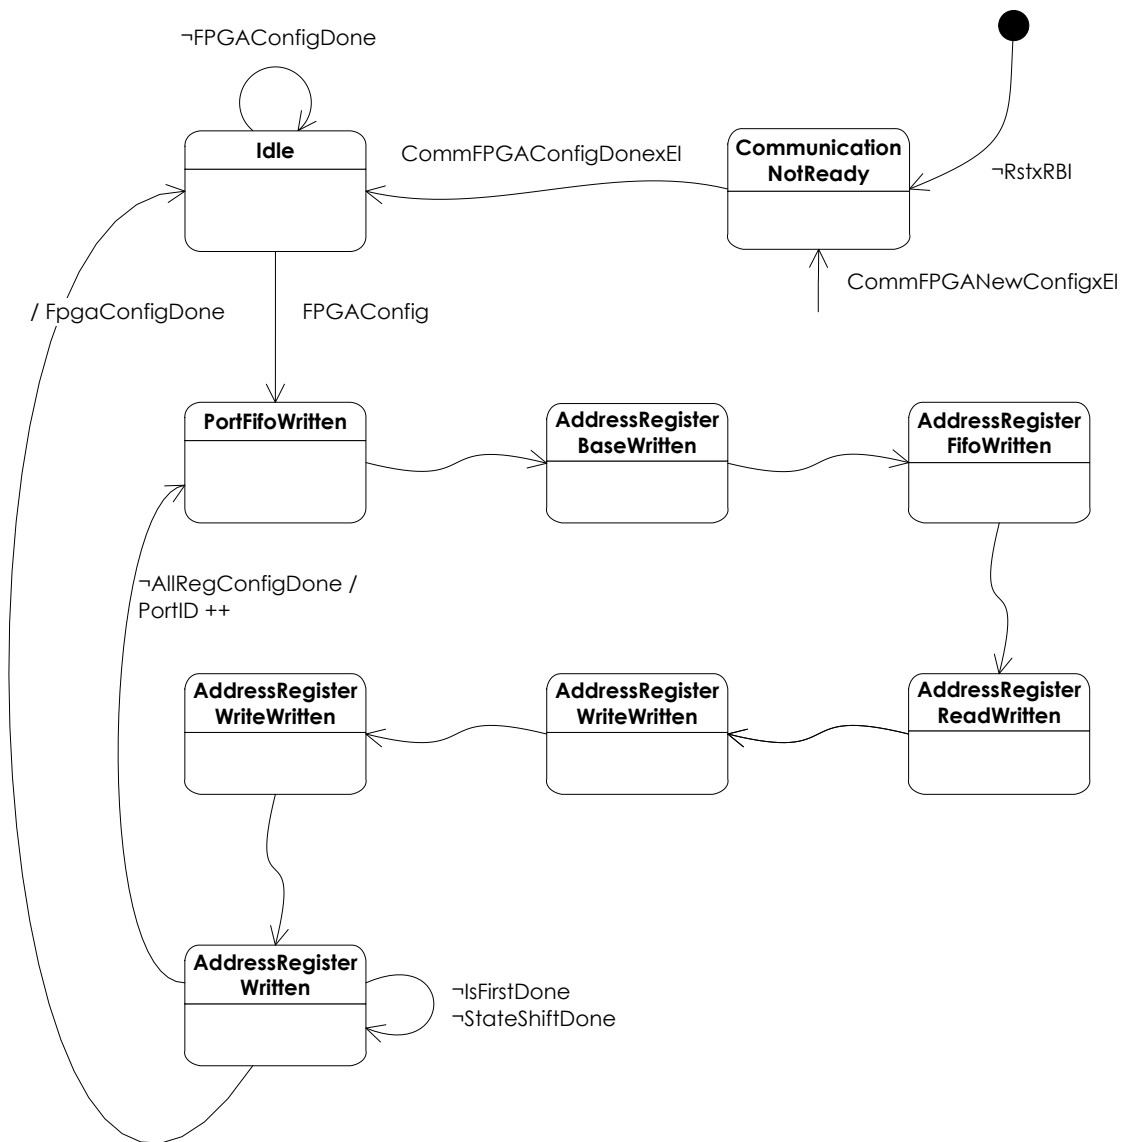 ¬FPGAConfigDone
Idle
CommFPGAConfigDonexEI
Communication
NotReady
¬RstxRBI
CommFPGANewConfigxEI
/ FpgaConfigDone
FPGAConfig
PortFifoWritten
AddressRegister
BaseWritten
AddressRegister
FifoWritten
¬AllRegConfigDone /
PortID ++
AddressRegister
WriteWritten
AddressRegister
WriteWritten
AddressRegister
ReadWritten
AddressRegister
Written
¬IsFirstDone
¬StateShiftDone